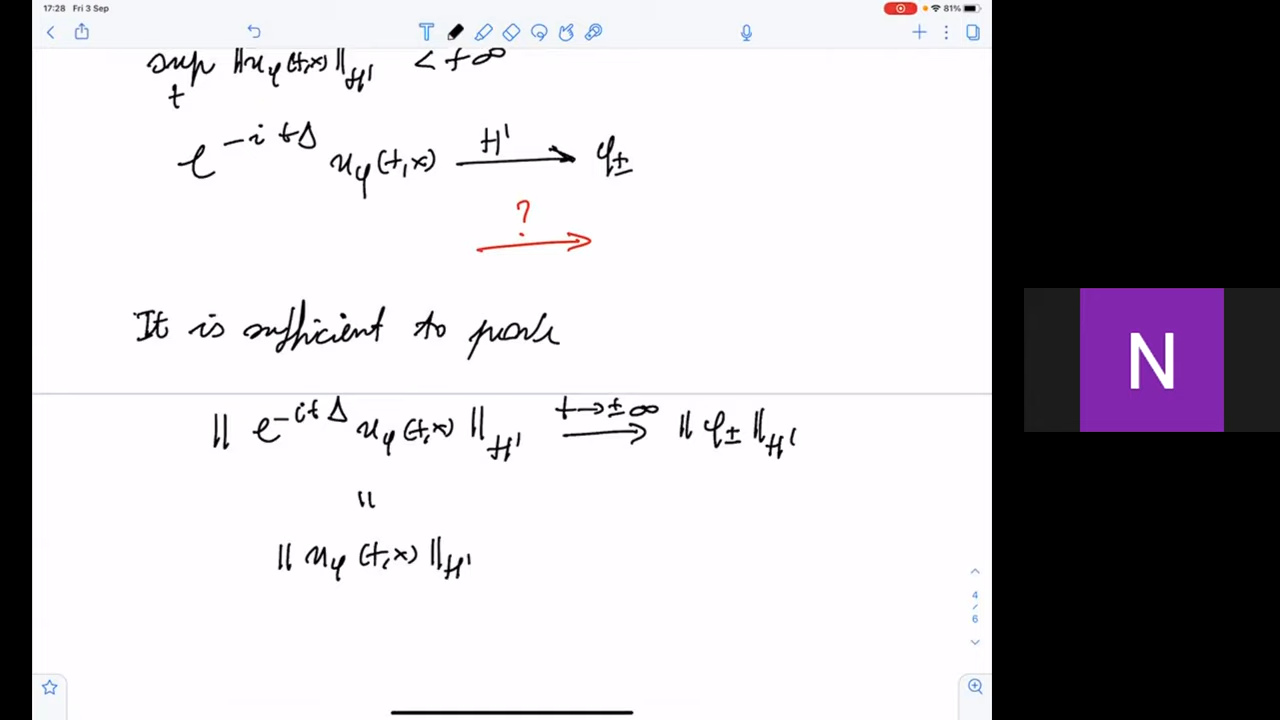 17:28 Fri 3 Sep 81%
sup ‖u_φ(t,x)‖_{H¹} < +∞
t
e^{-itΔ} u_φ(t,x) —H¹→ φ_±
?
→
It is sufficient to prove
‖ e^{-itΔ} u_φ(t,x) ‖_{H¹} —t→±∞→ ‖ φ_± ‖_{H¹}
"
‖ u_φ(t,x) ‖_{H¹}
N
4
/
6